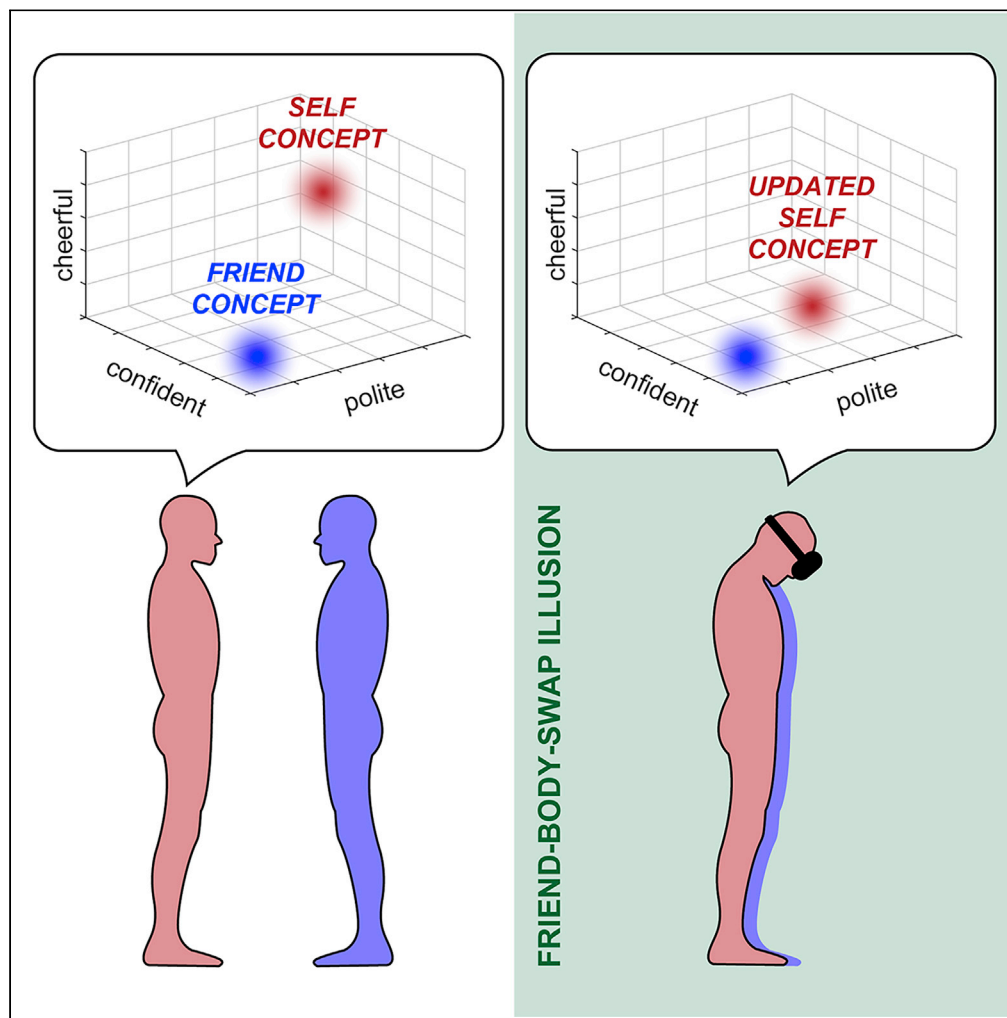 SELF
CONCEPT
FRIEND
CONCEPT
cheerful
confident
polite
UPDATED
SELF
CONCEPT
cheerful
confident
polite
FRIEND-BODY-SWAP ILLUSION